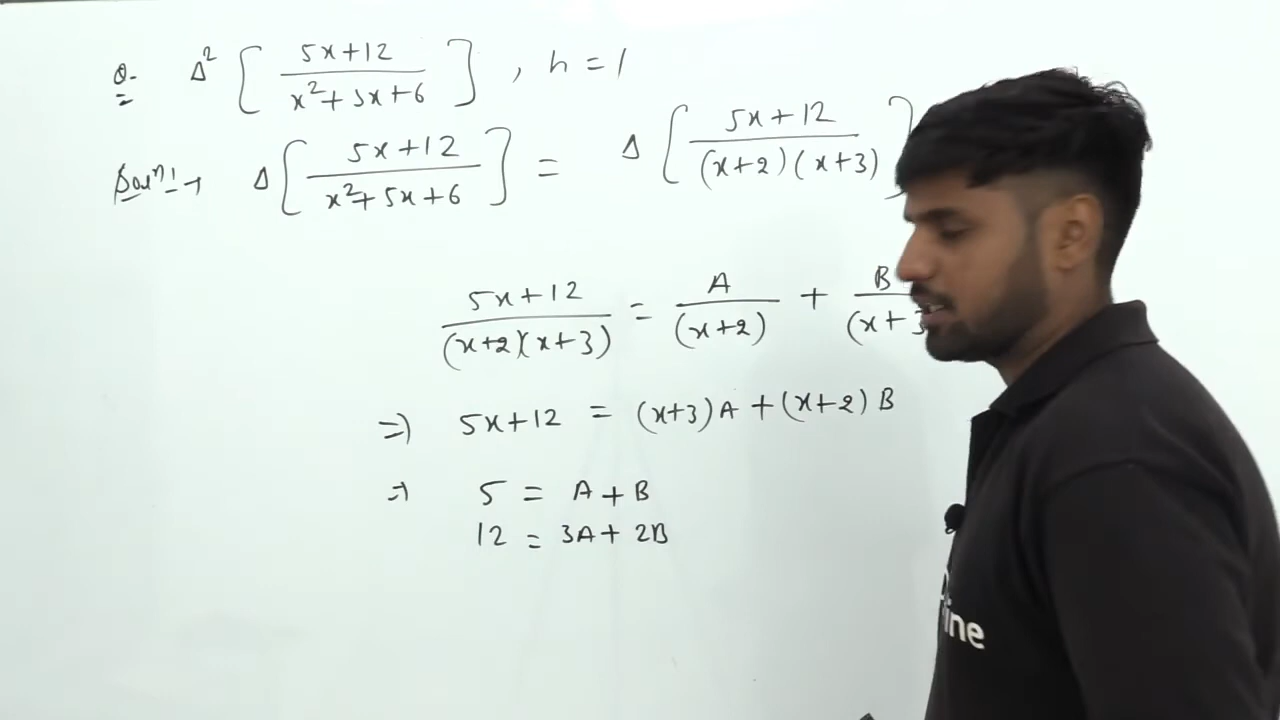 Q- Δ² [ (5x+12)/(x²+5x+6) ] , h = 1
Soln:→ Δ [ (5x+12)/(x²+5x+6) ] = Δ [ (5x+12)/((x+2)(x+3)) ]
(5x+12)/((x+2)(x+3)) = A/(x+2) + B/(x+3
⇒ 5x+12 = (x+3)A + (x+2)B
⇒ 5 = A + B
12 = 3A + 2B
ine